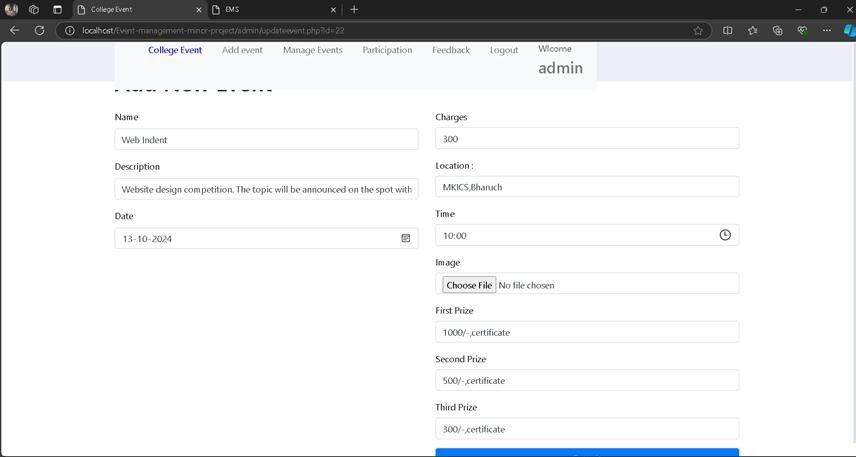 College Event
EMS
localhost/Event-management-minor-project/admin/updateevent.php?id=22
College Event Add event Manage Events Participation Feedback Logout Wlcome
admin
Add New Event
Name
Web Indent
Description
Website design competition. The topic will be announced on the spot with
Date
13-10-2024
Charges
300
Location :
MKICS,Bharuch
Time
10:00
Image
Choose File No file chosen
First Prize
1000/-,certificate
Second Prize
500/-,certificate
Third Prize
300/-,certificate